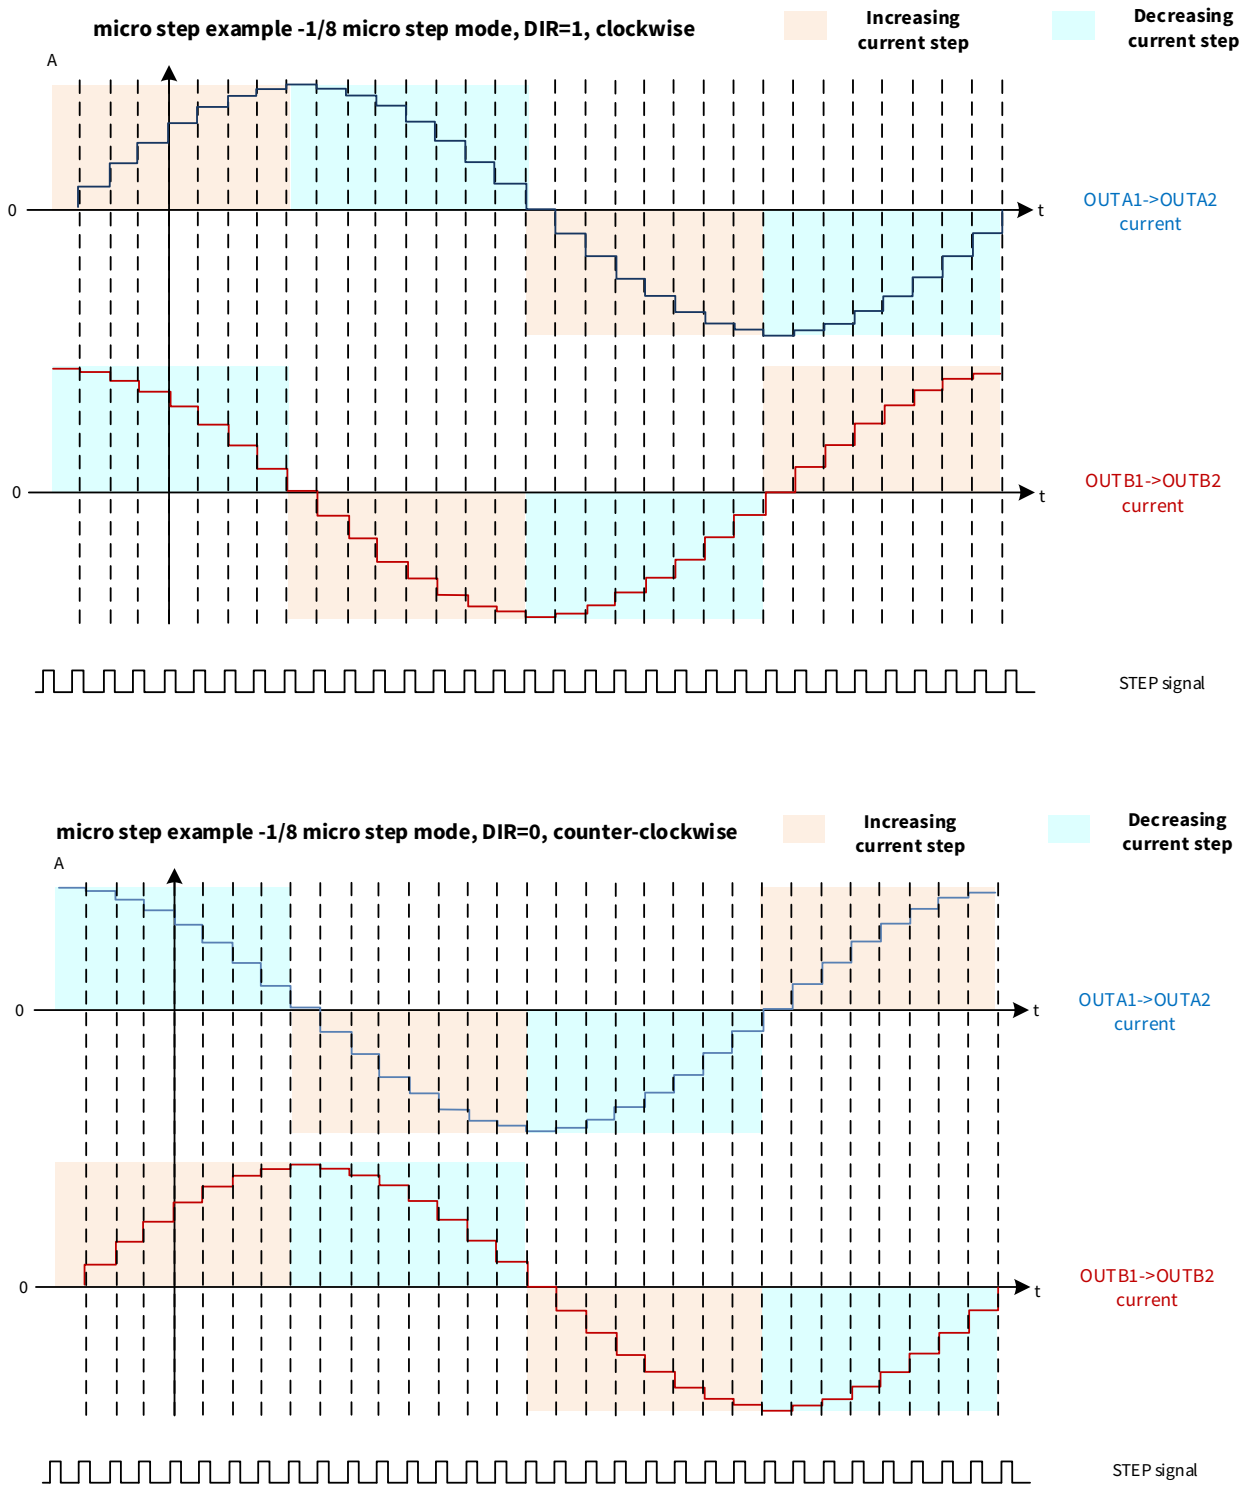 micro step example -1/8 micro step mode, DIR=1, clockwise
Increasing
current step
Decreasing
current step
A
0
t
OUTA1->OUTA2
current
0
t
OUTB1->OUTB2
current
STEP signal
micro step example -1/8 micro step mode, DIR=0, counter-clockwise
Increasing
current step
Decreasing
current step
A
0
t
OUTA1->OUTA2
current
0
t
OUTB1->OUTB2
current
STEP signal